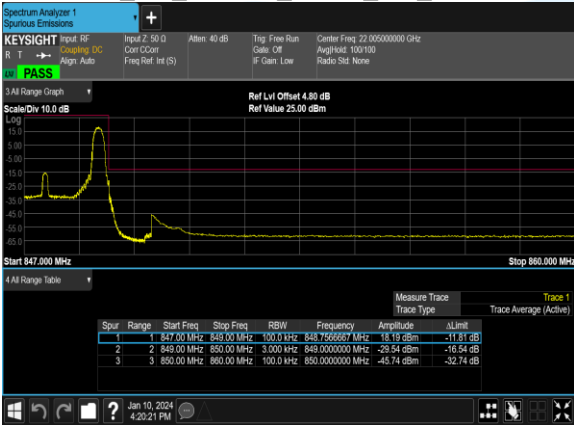 Spectrum Analyzer 1
Spurious Emissions
+
KEYSIGHT Input: RF Input Z: 50 Ω Atten: 40 dB Trig: Free Run Center Freq: 22.005000000 GHz
R T Coupling: DC Corr CCorr Gate: Off Avg|Hold: 100/100
Align: Auto Freq Ref: Int (S) IF Gain: Low Radio Std: None
PASS
3 All Range Graph
Ref Lvl Offset 4.80 dB
Scale/Div 10.0 dB Ref Value 25.00 dBm
Log
15.0
5.00
-5.00
-15.0
-25.0
-35.0
-45.0
-55.0
-65.0
Start 847.000 MHz Stop 860.000 MHz
4 All Range Table
Measure Trace Trace 1
Trace Type Trace Average (Active)
Spur Range Start Freq Stop Freq RBW Frequency Amplitude ΔLimit
1 1 847.00 MHz 849.00 MHz 100.0 kHz 848.7566667 MHz 18.19 dBm -11.81 dB
2 2 849.00 MHz 850.00 MHz 3.000 kHz 849.0000000 MHz -29.54 dBm -16.54 dB
3 3 850.00 MHz 860.00 MHz 100.0 kHz 850.0000000 MHz -45.74 dBm -32.74 dB
? Jan 10, 2024
4:20:21 PM